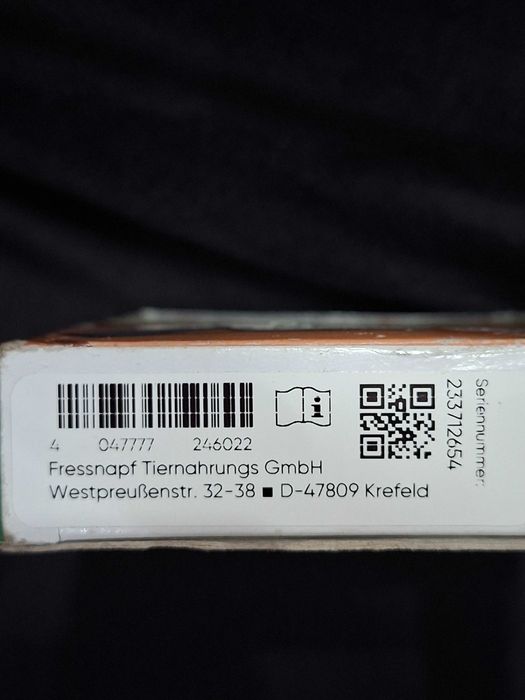 4 047777 246022
Fressnapf Tiernahrungs GmbH
Westpreußenstr. 32-38 ■ D-47809 Krefeld
Seriennummer:
233712654